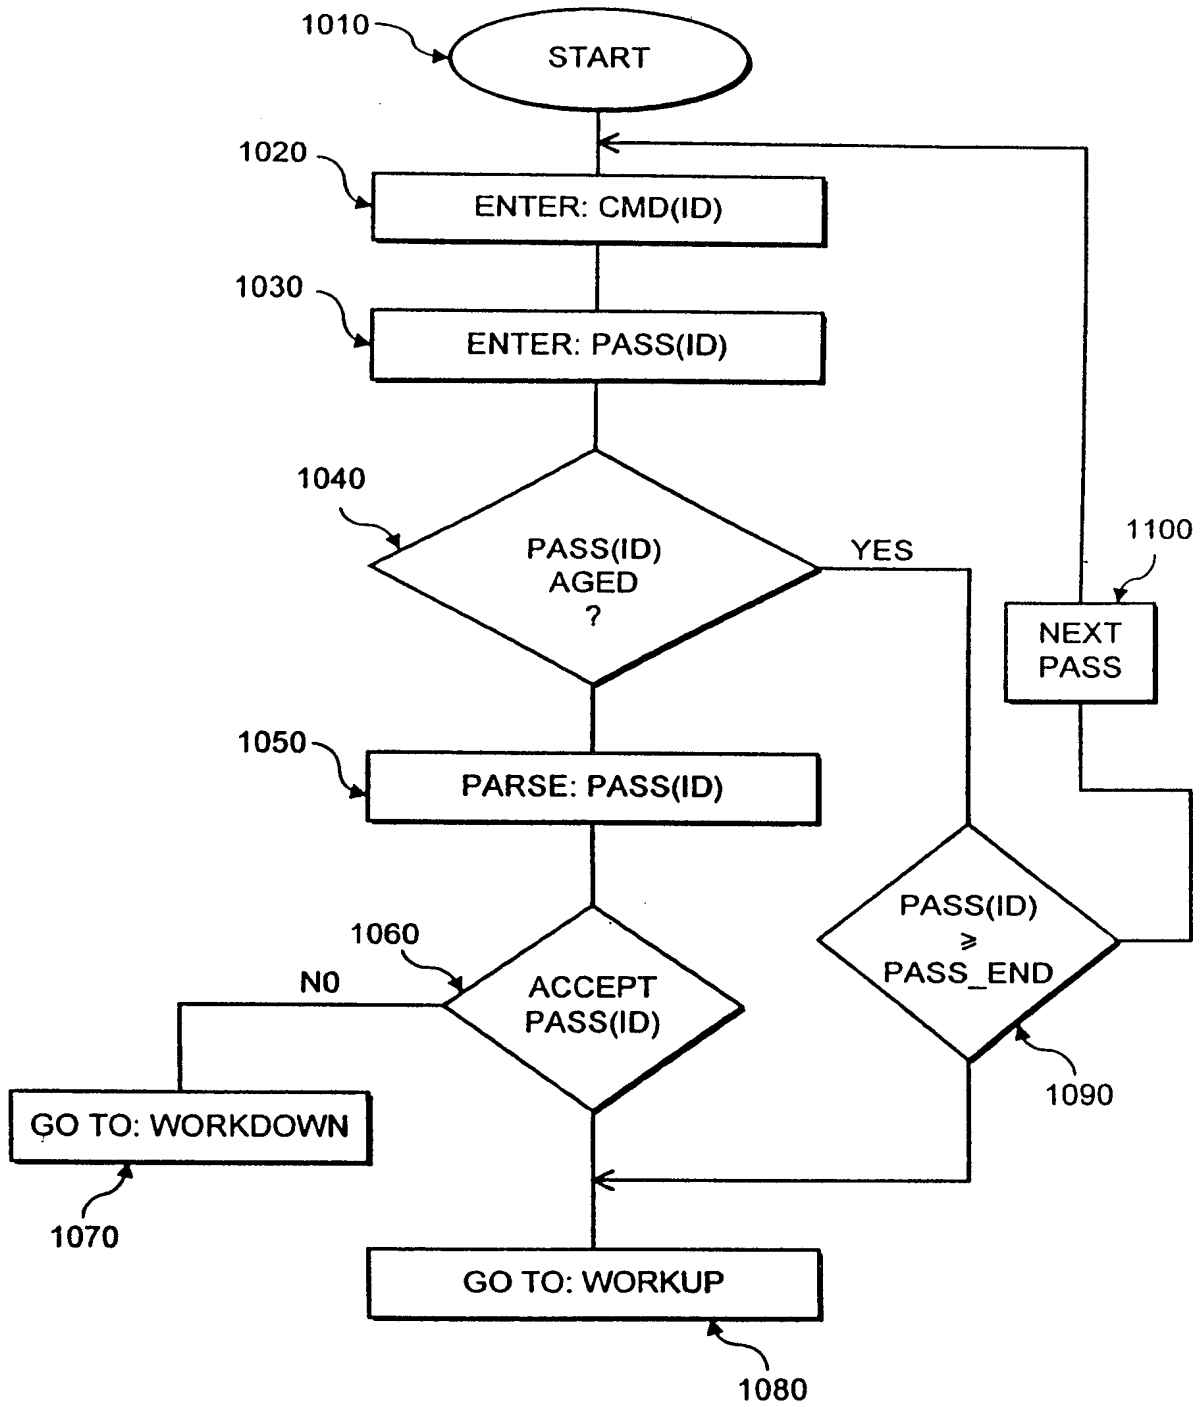 1010
START
1020
ENTER: CMD(ID)
1030
ENTER: PASS(ID)
1040
PASS(ID)
AGED
?
YES
1100
NEXT
PASS
1050
PARSE: PASS(ID)
PASS(ID)
≥
PASS_END
1090
1060
ACCEPT
PASS(ID)
N0
GO TO: WORKDOWN
1070
GO TO: WORKUP
1080